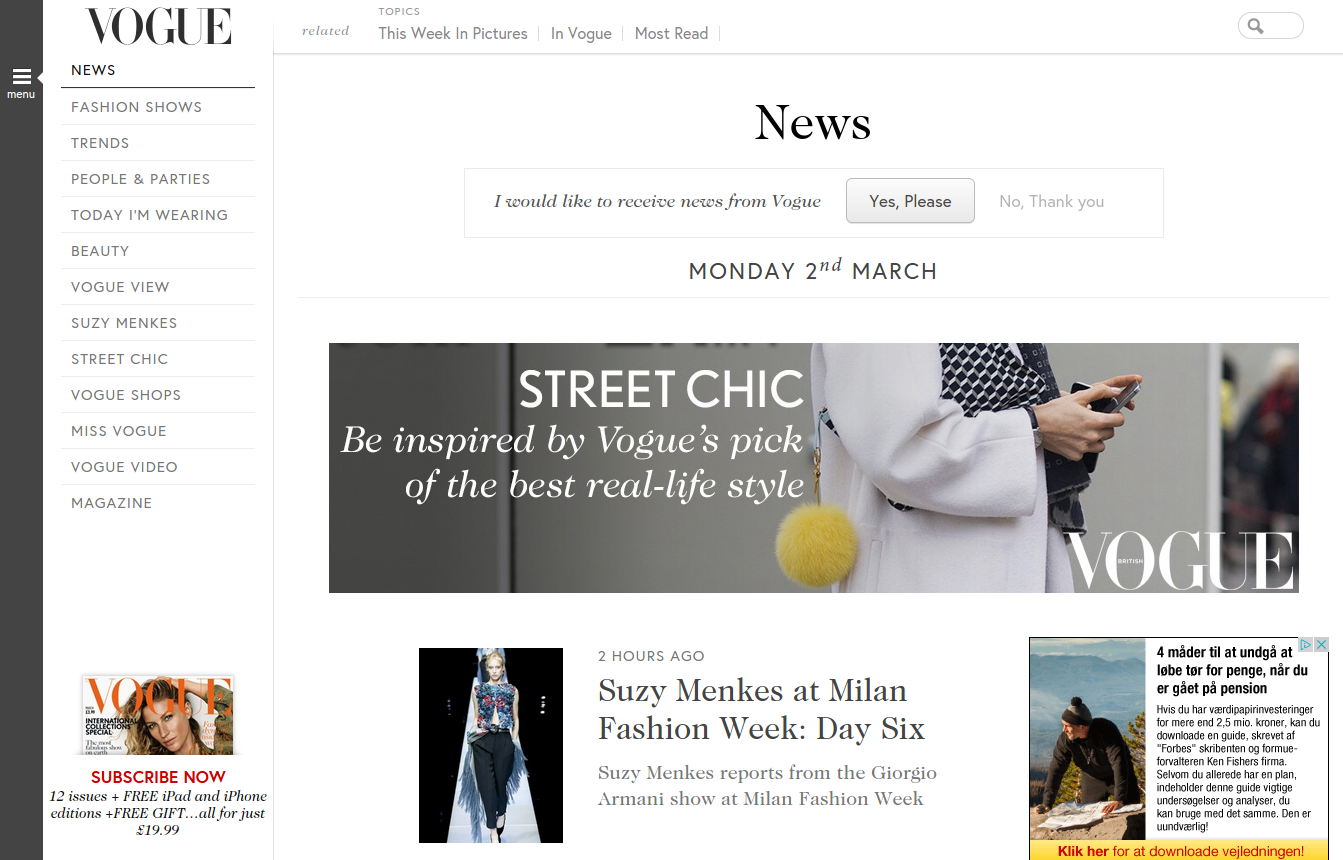 menu
VOGUE
NEWS
FASHION SHOWS
TRENDS
PEOPLE & PARTIES
TODAY I'M WEARING
BEAUTY
VOGUE VIEW
SUZY MENKES
STREET CHIC
VOGUE SHOPS
MISS VOGUE
VOGUE VIDEO
MAGAZINE
VOGUE
INTERNATIONAL
COLLECTIONS
SPECIAL
The most
fabulous show
on earth
SUBSCRIBE NOW
12 issues + FREE iPad and iPhone
editions +FREE GIFT…all for just
£19.99
related
TOPICS
This Week In Pictures
In Vogue
Most Read
News
I would like to receive news from Vogue
Yes, Please
No, Thank you
MONDAY 2nd MARCH
STREET CHIC
Be inspired by Vogue's pick
of the best real-life style
VOGUE
BRITISH
2 HOURS AGO
Suzy Menkes at Milan
Fashion Week: Day Six
Suzy Menkes reports from the Giorgio
Armani show at Milan Fashion Week
4 måder til at undgå at
løbe tør for penge, når du
er gået på pension
Hvis du har værdipapirinvesteringer
for mere end 2,5 mio. kroner, kan du
downloade en guide, skrevet af
"Forbes" skribenten og formue-
forvalteren Ken Fishers firma.
Selvom du allerede har en plan,
indeholder denne guide vigtige
undersøgelser og analyser, du
kan bruge med det samme. Den er
uundværlig!
Klik her for at downloade vejledningen!